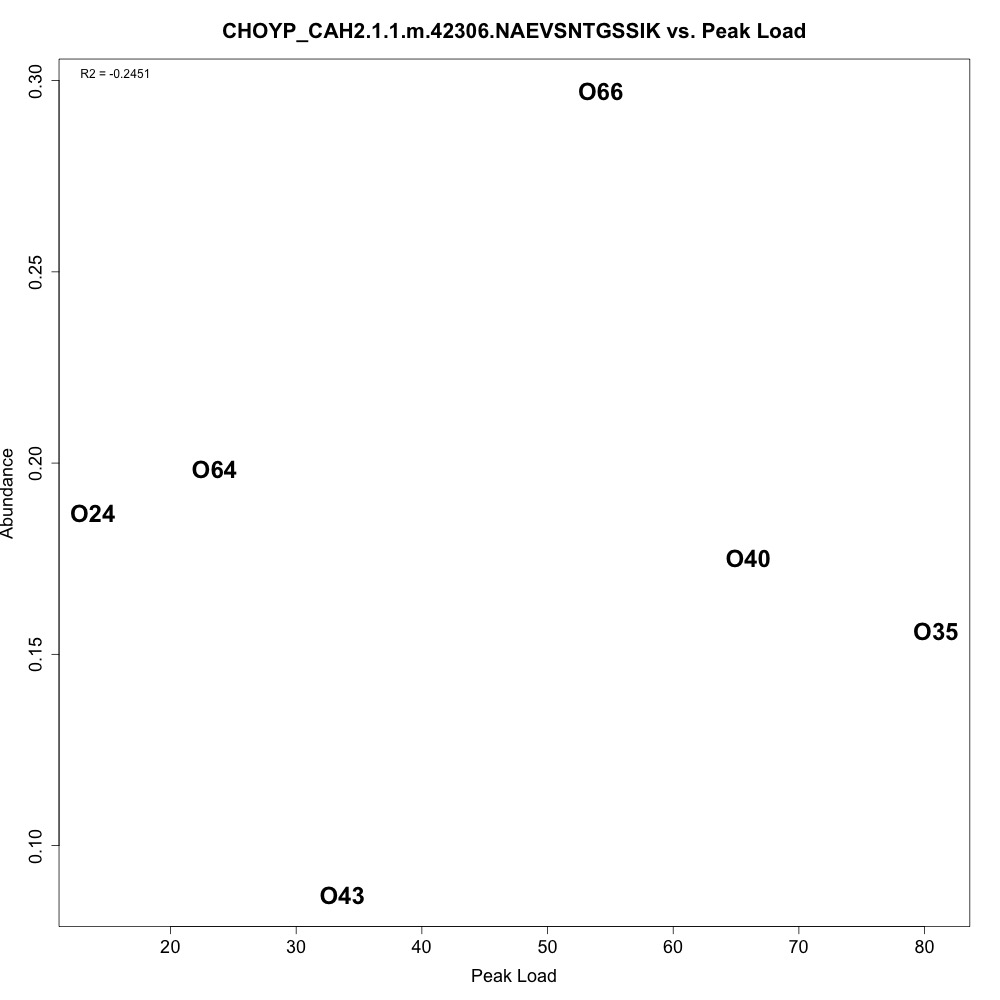 CHOYP_CAH2.1.1.m.42306.NAEVSNTGSSIK vs. Peak Load
R2 = -0.2451
0.30
O66
0.25
0.20
O64
O24
Abundance
O40
O35
0.15
0.10
O43
20 30 40 50 60 70 80
Peak Load